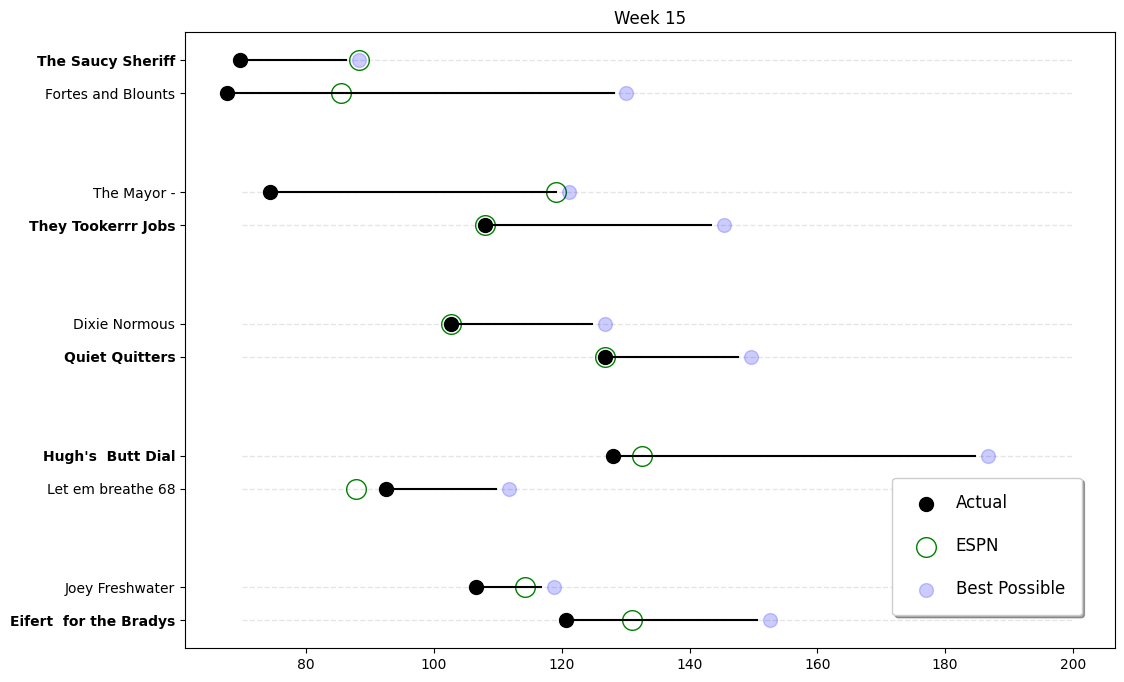 Week 15
The Saucy Sheriff
Fortes and Blounts
The Mayor -
They Tookerrr Jobs
Dixie Normous
Quiet Quitters
Hugh's  Butt Dial
Let em breathe 68
Joey Freshwater
Eifert  for the Bradys
Actual
ESPN
Best Possible
80 100 120 140 160 180 200